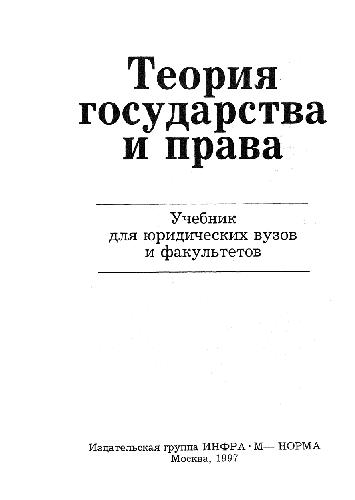 Теория
государства
и права
Учебник
для юридических вузов
и факультетов
Издательская группа ИНФРА · М— НОРМА
Москва, 1997